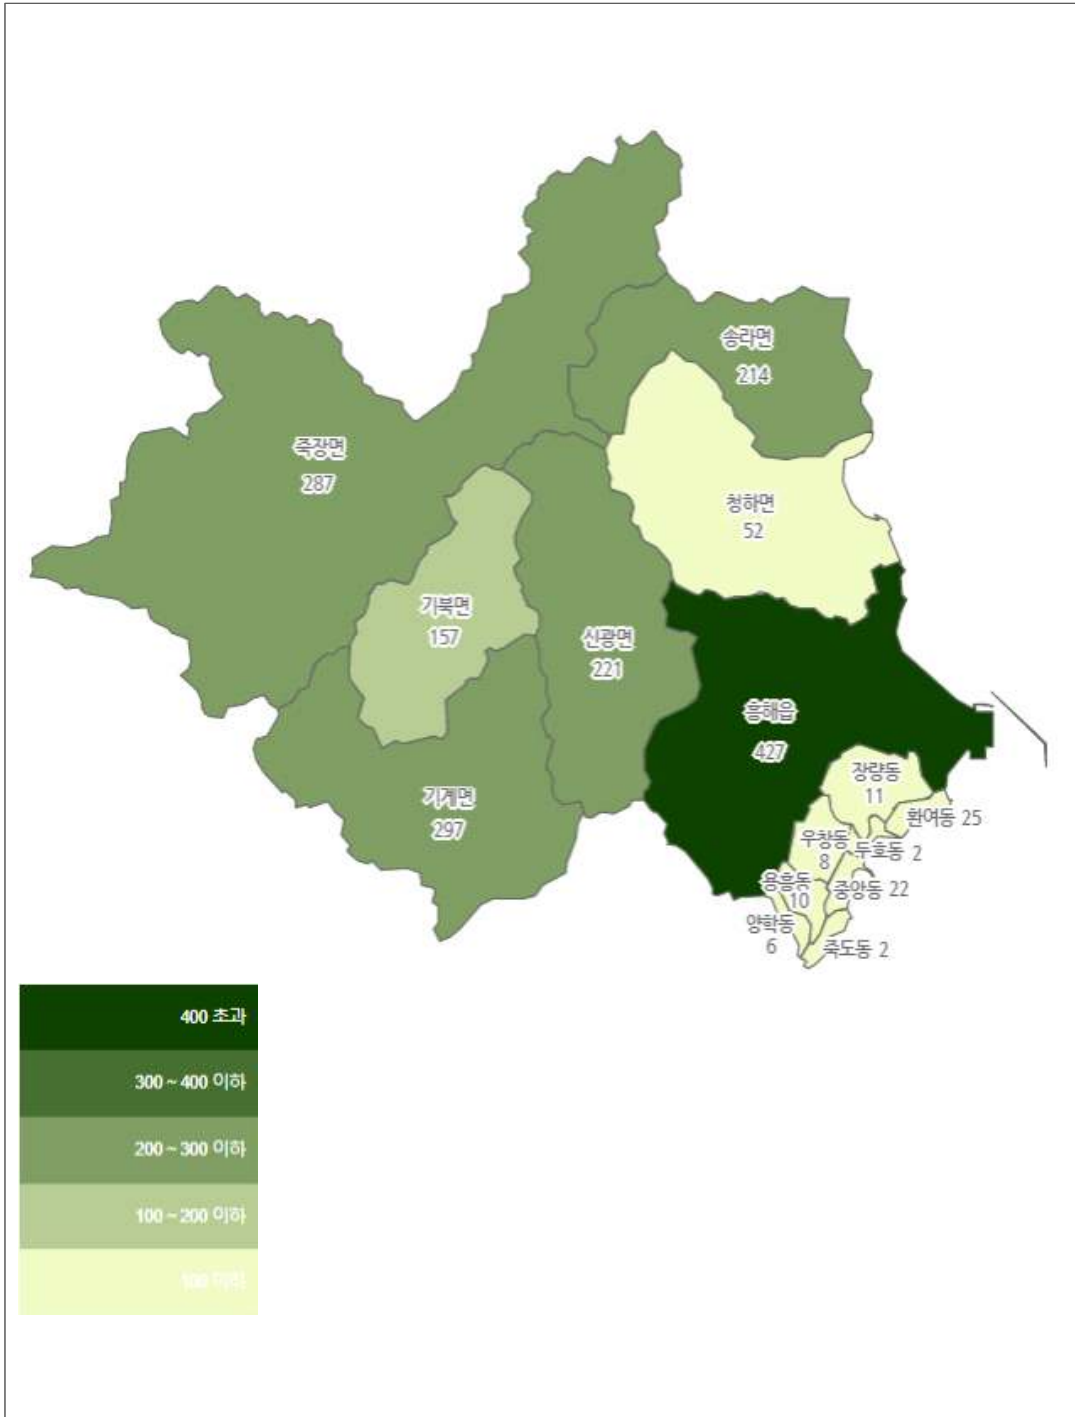 송라면
214
죽장면
287
청하면
52
기북면
157
신광면
221
흥해읍
427
장량동
11
기계면
297
환여동 25
우창동
8
두호동 2
용흥동
10
중앙동 22
양학동
6
죽도동 2
400 초과
300 ~ 400 이하
200 ~ 300 이하
100 ~ 200 이하
100 이하